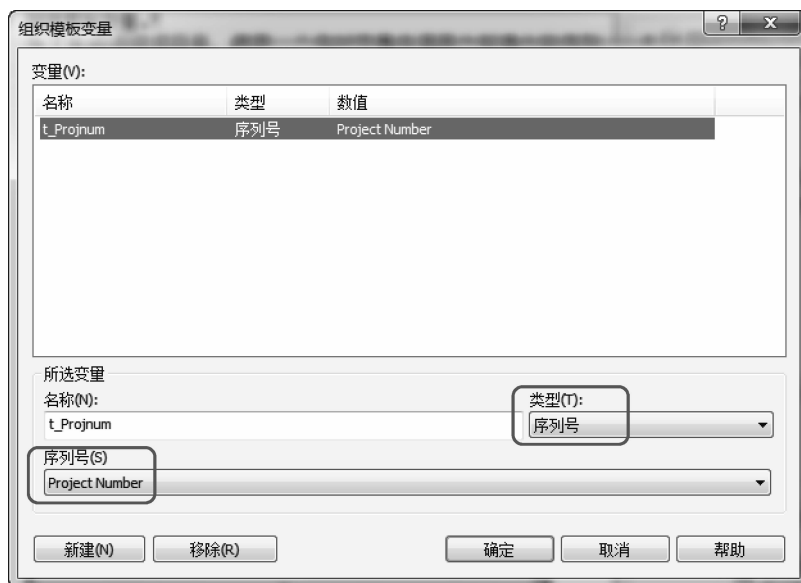 组织模板变量
变量(V):
名称 类型 数值
t_Projnum 序列号 Project Number
所选变量
名称(N): 类型(T):
t_Projnum 序列号
序列号(S)
Project Number
新建(N) 移除(R) 确定 取消 帮助